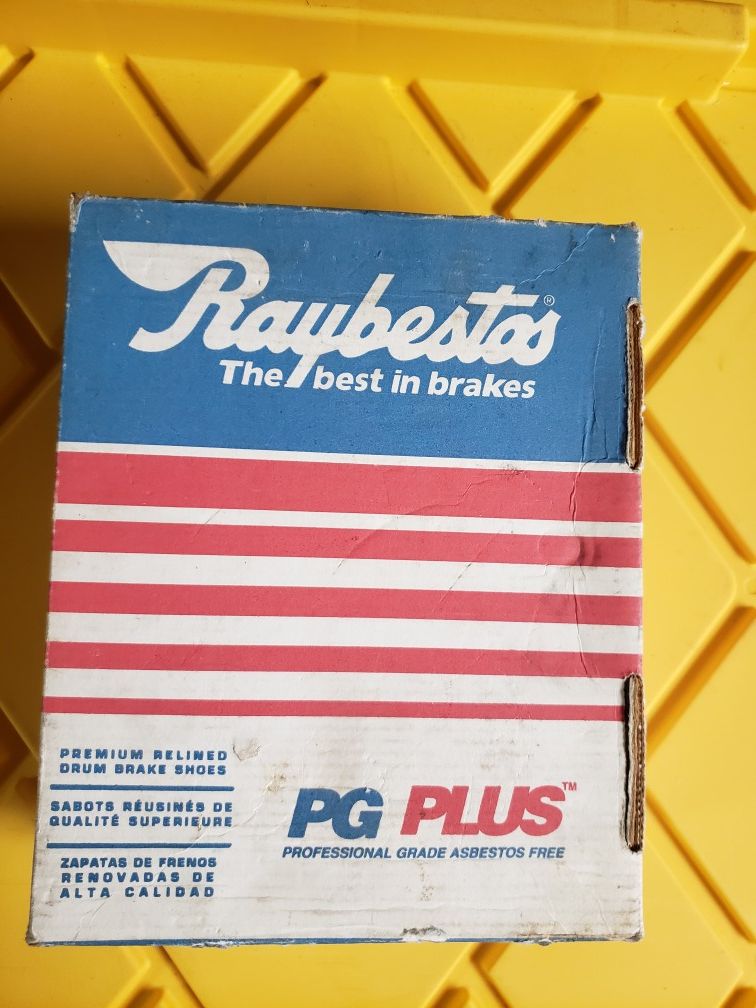 Raybestos®
The best in brakes
PREMIUM RELINED
DRUM BRAKE SHOES
SABOTS RÉUSINÉS DE
QUALITÉ SUPERIEURE
ZAPATAS DE FRENOS
RENOVADAS DE
ALTA CALIDAD
PG PLUS™
PROFESSIONAL GRADE ASBESTOS FREE